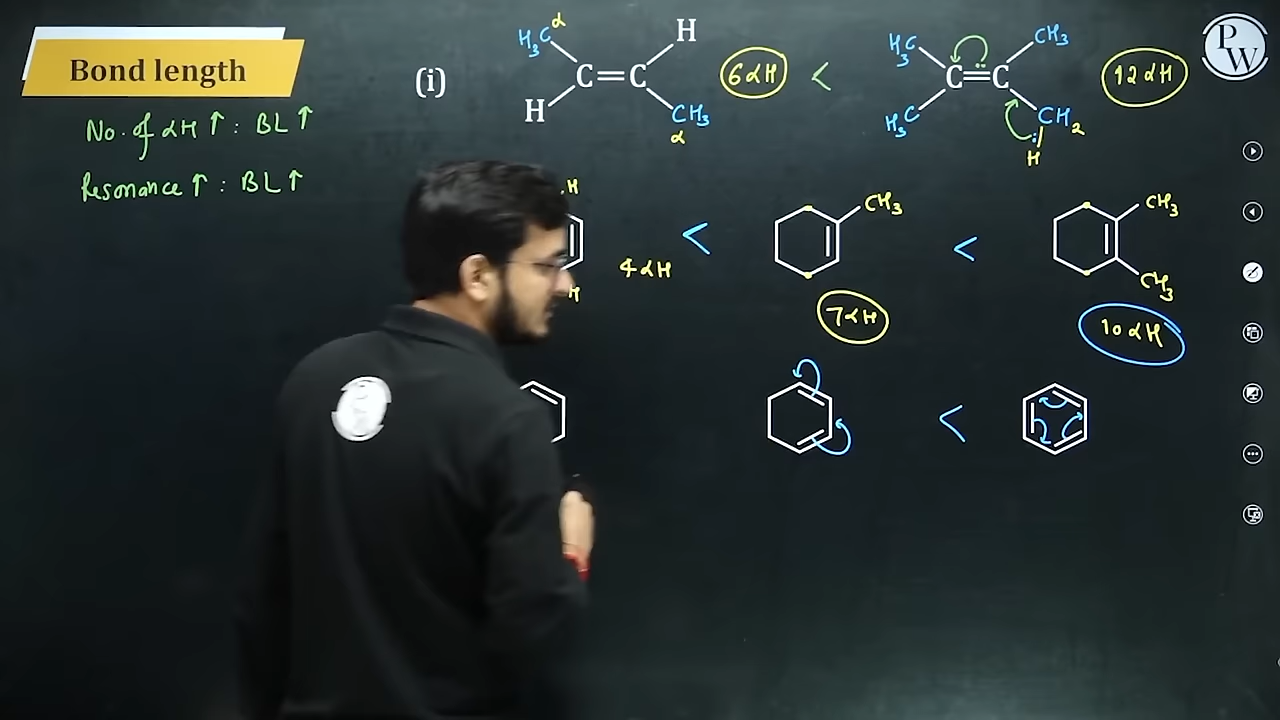 Bond length
No. of αH ↑ : BL ↑
Resonance ↑ : BL ↑
(i)
H₃C α H
C=C
H CH₃ α
6αH <
H₃C CH₃
C=C
H₃C CH₂
H
12αH
H
H
4αH
<
CH₃
7αH
<
CH₃
CH₃
10αH
<
PW